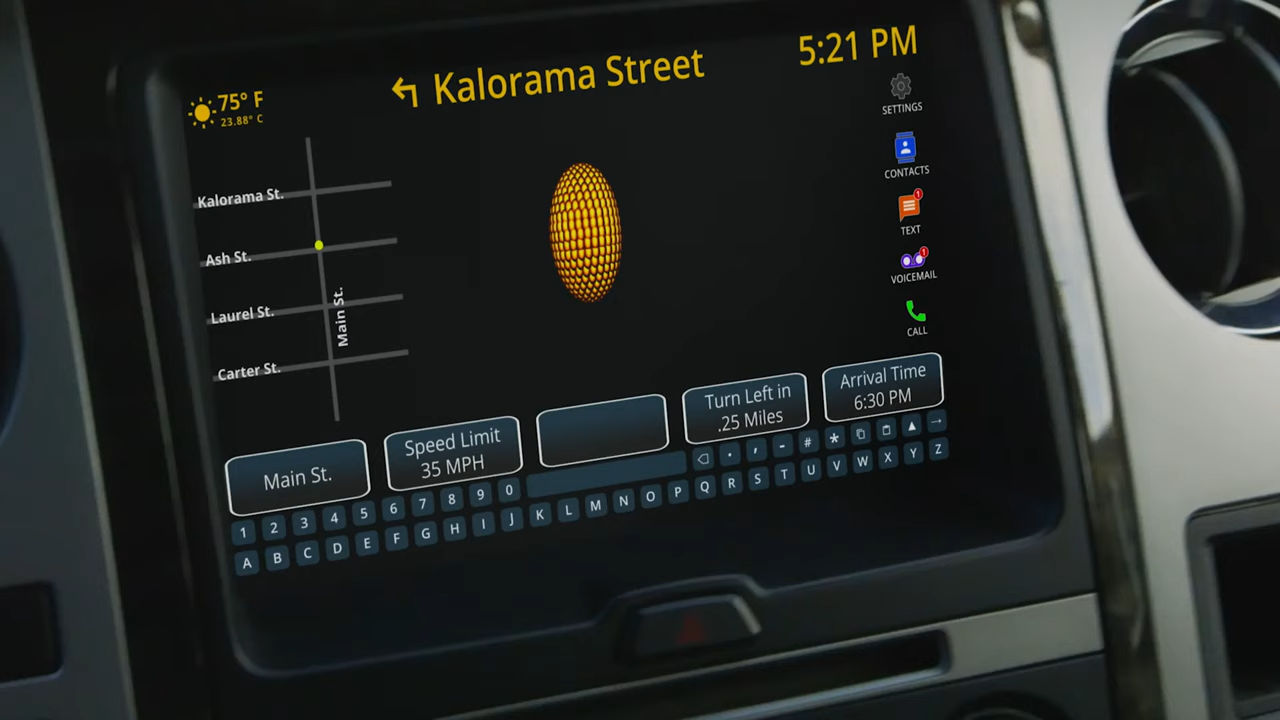 75° F
23.88° C
Kalorama Street
5:21 PM
SETTINGS
CONTACTS
1
TEXT
1
VOICEMAIL
CALL
Kalorama St.
Ash St.
Laurel St.
Main St.
Carter St.
Main St.
Speed Limit
35 MPH
Turn Left in
.25 Miles
Arrival Time
6:30 PM
1 2 3 4 5 6 7 8 9 0 . , - # *
A B C D E F G H I J K L M N O P Q R S T U V W X Y Z